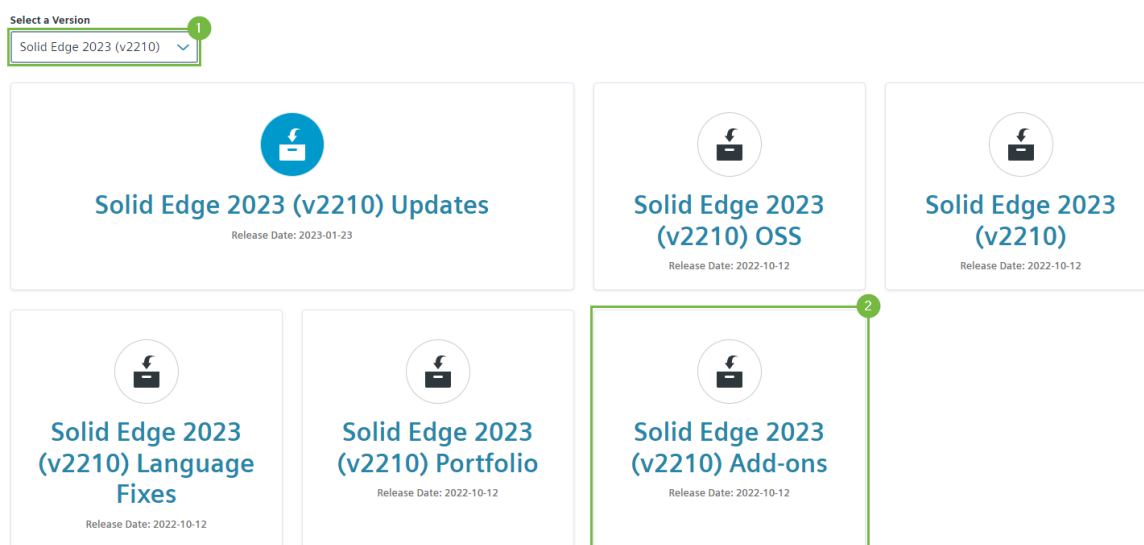 Select a Version
1
Solid Edge 2023 (v2210)
Solid Edge 2023 (v2210) Updates
Release Date: 2023-01-23
Solid Edge 2023
(v2210) OSS
Release Date: 2022-10-12
Solid Edge 2023
(v2210)
Release Date: 2022-10-12
Solid Edge 2023
(v2210) Language
Fixes
Release Date: 2022-10-12
Solid Edge 2023
(v2210) Portfolio
Release Date: 2022-10-12
2
Solid Edge 2023
(v2210) Add-ons
Release Date: 2022-10-12